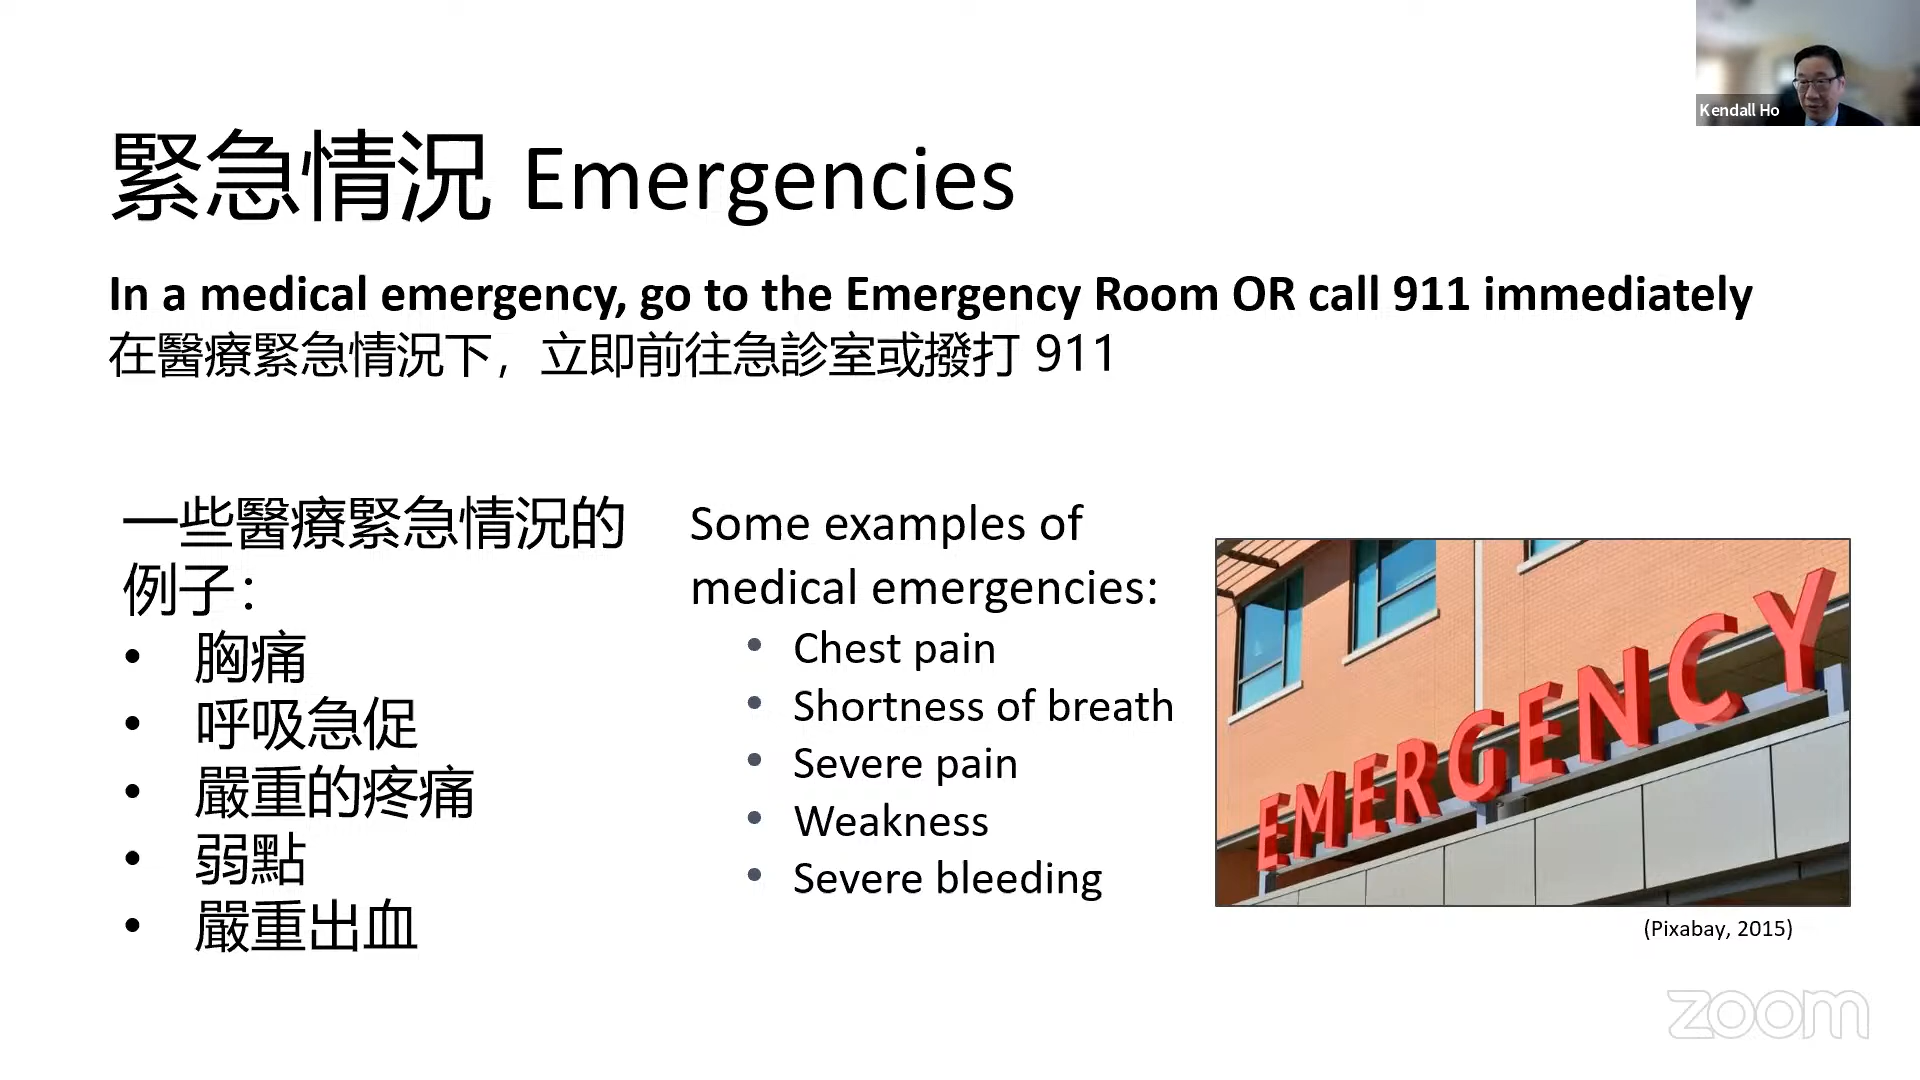 Kendall Ho
緊急情況 Emergencies
In a medical emergency, go to the Emergency Room OR call 911 immediately
在醫療緊急情況下，立即前往急診室或撥打 911
一些醫療緊急情況的
例子：
• 胸痛
• 呼吸急促
• 嚴重的疼痛
• 弱點
• 嚴重出血
Some examples of
medical emergencies:
• Chest pain
• Shortness of breath
• Severe pain
• Weakness
• Severe bleeding
EMERGENCY
(Pixabay, 2015)
zoom